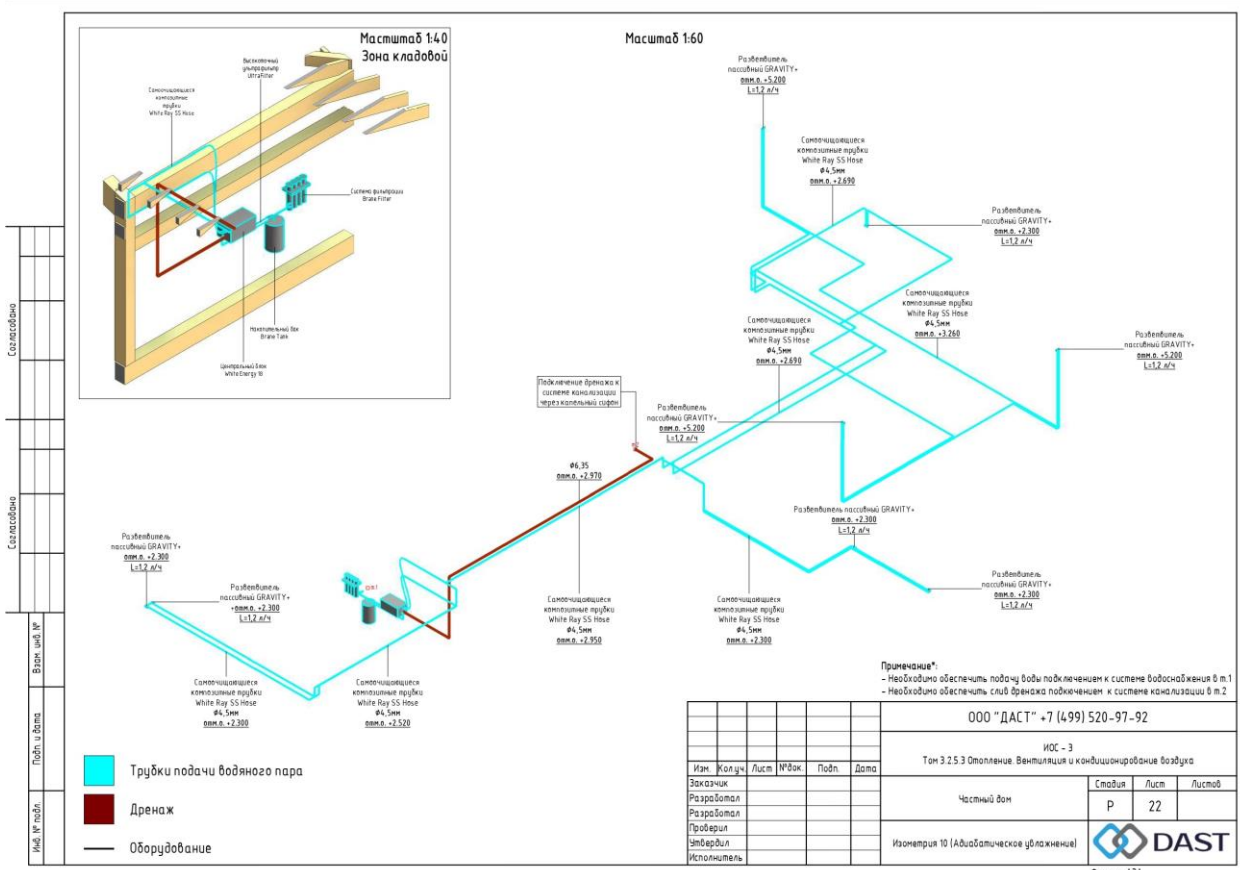 Мастштаб 1:40
Зона кладовой
Высокоточный
ультрафильтр
UltraFilter
Самоочищающиеся
композитные
трубки
White Ray SS Hose
Система фильтрации
Brane Filter
Накопительный бак
Brane Tank
Центральный блок
White Energy 18
Масштаб 1:60
Разветвитель
пассивный GRAVITY+
отм.о. +5.200
L=1,2 л/ч
Самоочищающиеся
композитные трубки
White Ray SS Hose
Ø4,5мм
отм.о. +2.690
Разветвитель
пассивный GRAVITY+
отм.о. +2.300
L=1,2 л/ч
Самоочищающиеся
композитные трубки
White Ray SS Hose
Ø4,5мм
отм.о. +3.260
Самоочищающиеся
композитные трубки
White Ray SS Hose
Ø4,5мм
отм.о. +2.690
Разветвитель
пассивный GRAVITY+
отм.о. +5.200
L=1,2 л/ч
Подключение дренажа к
системе канализации
через капельный сифон
Разветвитель
пассивный GRAVITY+
отм.о. +5.200
L=1,2 л/ч
Ø6,35
отм.о. +2.970
Разветвитель пассивный GRAVITY+
отм.о. +2.300
L=1,2 л/ч
Разветвитель
пассивный GRAVITY+
отм.о. +2.300
L=1,2 л/ч
Разветвитель
пассивный GRAVITY+
отм.о. +2.300
L=1,2 л/ч
Разветвитель
пассивный GRAVITY+
+отм.о. +2.300
L=1,2 л/ч
Самоочищающиеся
композитные трубки
White Ray SS Hose
Ø4,5мм
отм.о. +2.950
Самоочищающиеся
композитные трубки
White Ray SS Hose
Ø4,5мм
отм.о. +2.300
Самоочищающиеся
композитные трубки
White Ray SS Hose
Ø4,5мм
отм.о. +2.300
Самоочищающиеся
композитные трубки
White Ray SS Hose
Ø4,5мм
отм.о. +2.520
Трубки подачи водяного пара
Дренаж
Оборудование
Примечание*:
- Необходимо обеспечить подачу воды подключением к системе водоснабжения в т.1
- Необходимо обеспечить слив дренажа подкючением к системе канализации в т.2
ООО "ДАСТ" +7 (499) 520-97-92
ИОС - 3
Том 3.2.5.3 Отопление. Вентиляция и кондиционирование воздуха
Изм. Кол.уч. Лист №док. Подп. Дата
Заказчик
Разработал
Разработал
Проверил
Утвердил
Исполнитель
Частный дом
Стадия Лист Листов
Р 22
Изометрия 10 (Адиабатическое ублажнение)
DAST
Согласовано
Согласовано
Взам. инв. №
Подп. и дата
Инв. № подл.